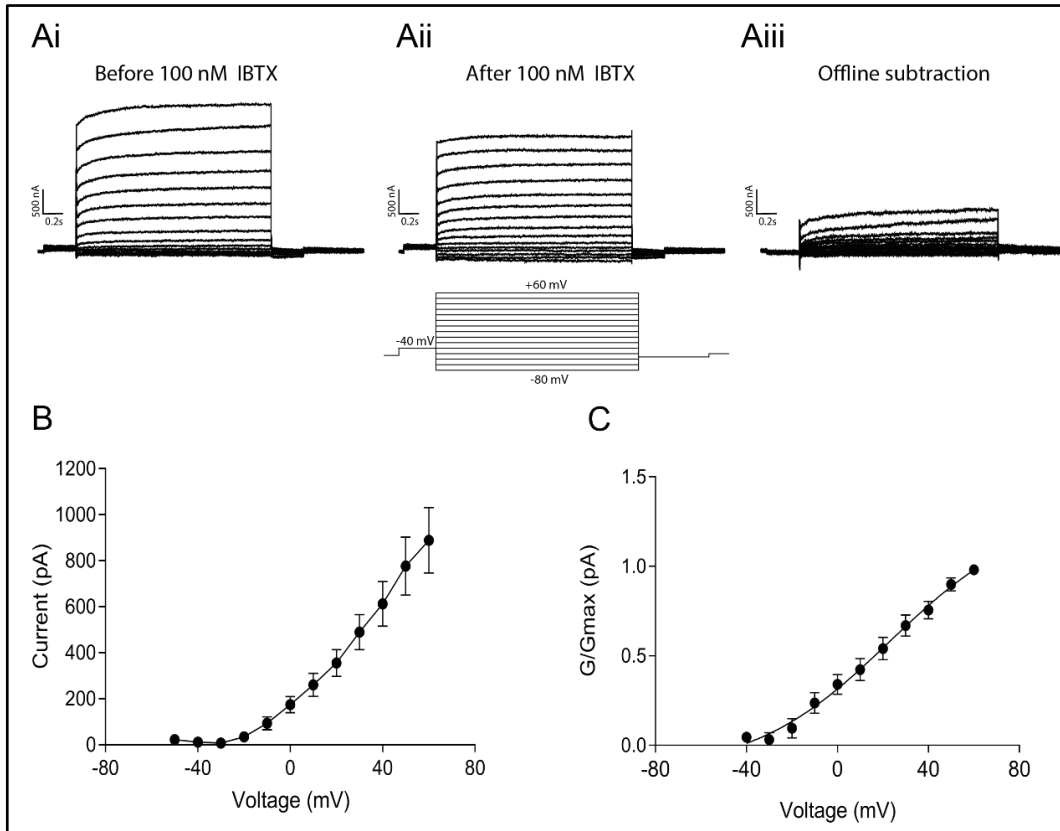 Ai
Aii
Aiii
Before 100 nM IBTX
After 100 nM IBTX
Offline subtraction
500 nA
0.2s
500 nA
0.2s
500 nA
0.2s
+60 mV
-40 mV
-80 mV
B
1200
1000
800
600
400
200
0
-80
-40
0
40
80
Current (pA)
Voltage (mV)
C
1.5
1.0
0.5
0.0
-80
-40
0
40
80
G/Gmax (pA)
Voltage (mV)